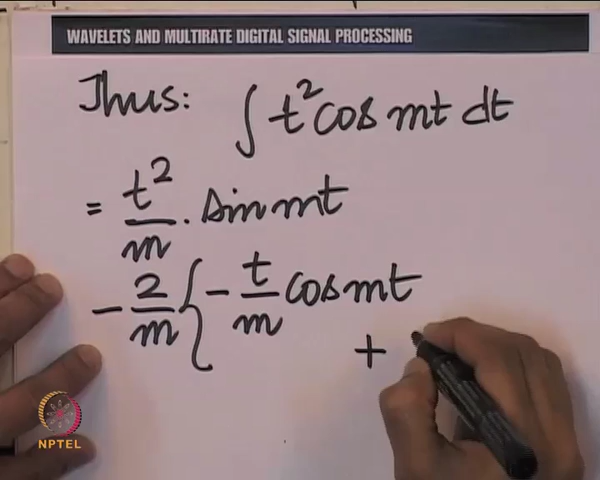 WAVELETS AND MULTIRATE DIGITAL SIGNAL PROCESSING
Thus: ∫ t² cos mt dt
= t²/m . sin mt
- 2/m { - t/m cos mt
+
NPTEL